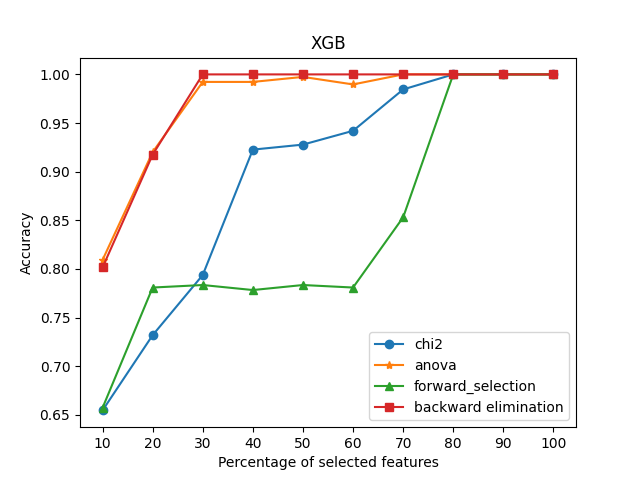 XGB
1.00
0.95
0.90
0.85
0.80
0.75
0.70
0.65
Accuracy
chi2
anova
forward_selection
backward elimination
10 20 30 40 50 60 70 80 90 100
Percentage of selected features